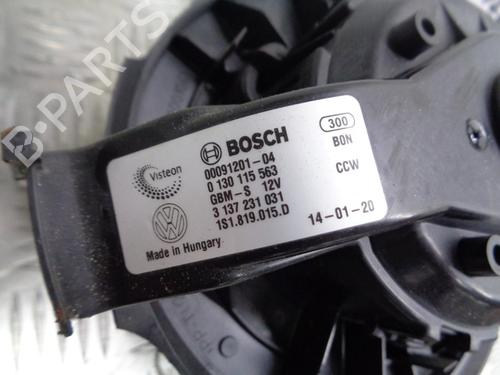 B-PARTS
Visteon
BOSCH
00091201-04
0 130 115 563
GBM-S 12V
3 137 231 031
1S1.819.015.D
Made in Hungary
300
BON
CCW
14-01-20